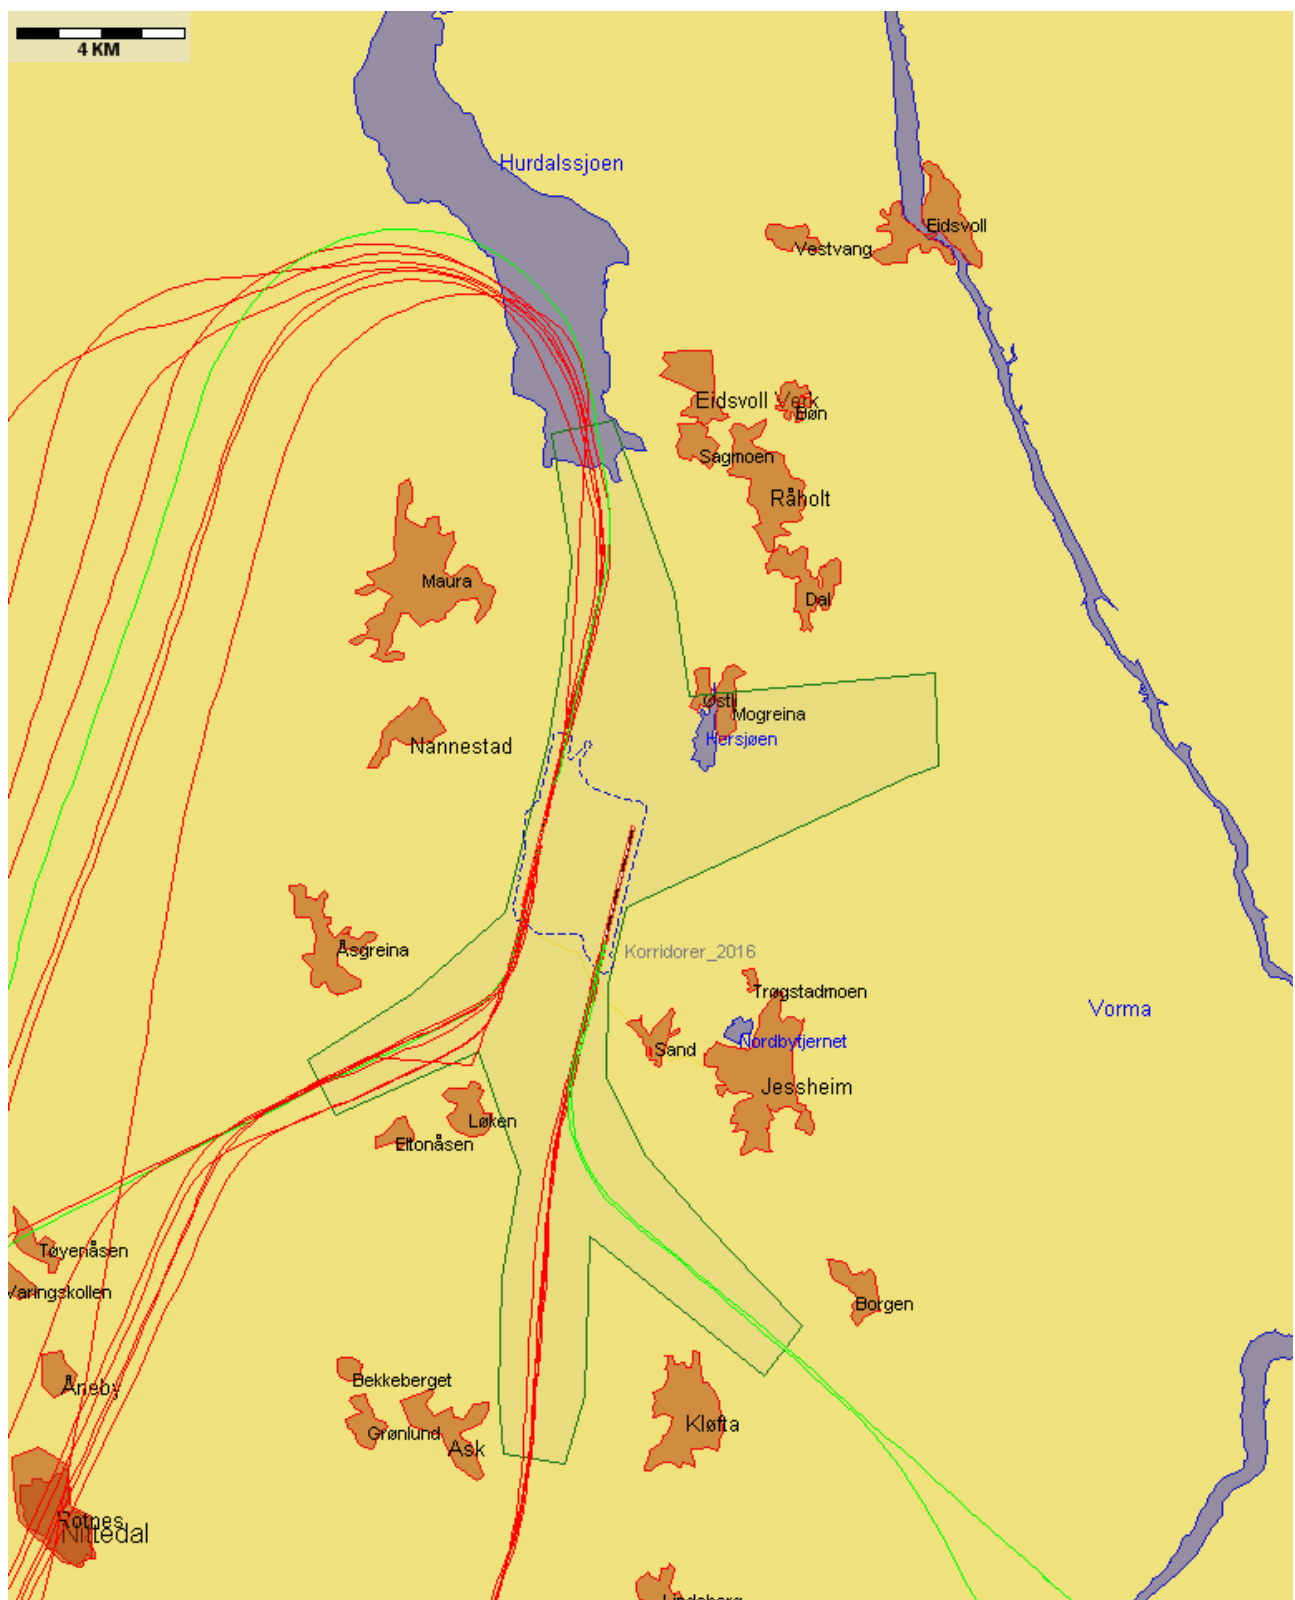 4 KM
Hurdalssjoen
Eidsvoll
Vestvang
Eidsvoll Verk
Bøn
Sagmoen
Råholt
Maura
Dal
Østli
Mogreina
Hersjøen
Nannestad
Åsgreina
Korridorer_2016
Trøgstadmoen
Vorma
Nordbytjernet
Sand
Jessheim
Løken
Eltonåsen
Tøyenåsen
Varingskollen
Borgen
Bekkeberget
Åneby
Kløfta
Grønlund
Ask
Rotnes
Nittedal
Lindeberg